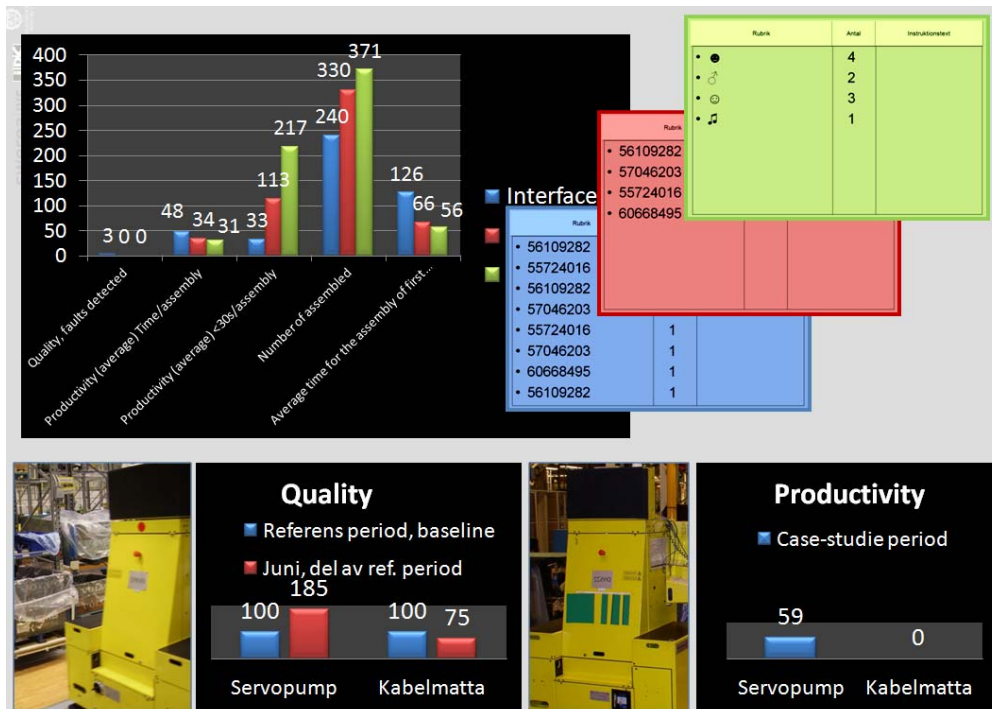 400
350
300
250
200
150
100
50
0
3 0 0
48 34 31
33 113 217
240 330 371
126 66 56
Quality, faults detected
Productivity (average) Time/assembly
Productivity (average) <30s/assembly
Number of assembled
Average time for the assembly of first...
Interface
Rubrik Antal Instruktionstext
• ☻ 4
• ♂ 2
• ☺ 3
• ♫ 1
Rubrik
• 56109282
• 57046203
• 55724016
• 60668495
Rubrik
• 56109282
• 55724016
• 56109282
• 57046203
• 55724016 1
• 57046203 1
• 60668495 1
• 56109282 1
Quality
Referens period, baseline
Juni, del av ref. period
100 185 100 75
Servopump Kabelmatta
Productivity
Case-studie period
59 0
Servopump Kabelmatta